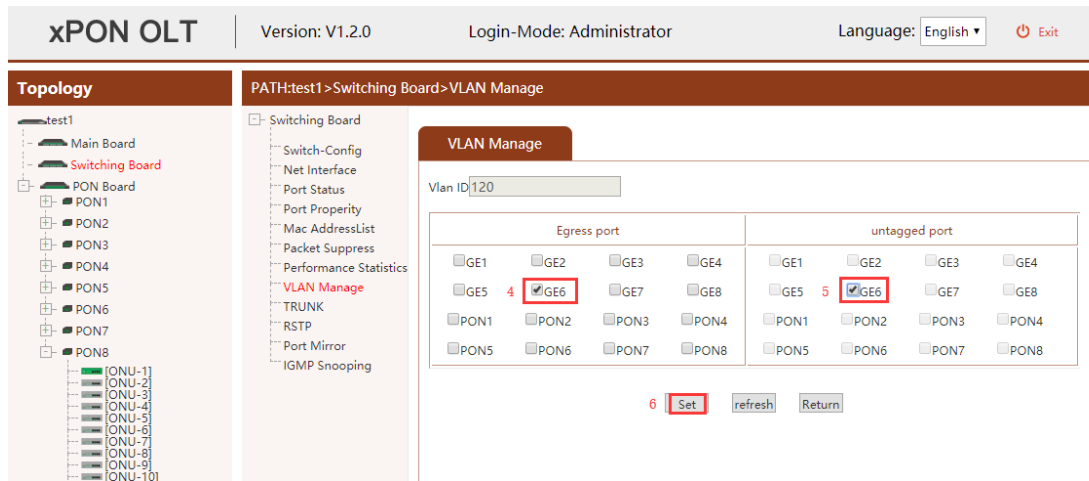 xPON OLT
Version: V1.2.0
Login-Mode: Administrator
Language: English
Exit
Topology
PATH:test1>Switching Board>VLAN Manage
test1
Main Board
Switching Board
PON Board
PON1
PON2
PON3
PON4
PON5
PON6
PON7
PON8
[ONU-1]
[ONU-2]
[ONU-3]
[ONU-4]
[ONU-5]
[ONU-6]
[ONU-7]
[ONU-8]
[ONU-9]
[ONU-10]
Switching Board
Switch-Config
Net Interface
Port Status
Port Properity
Mac AddressList
Packet Suppress
Performance Statistics
VLAN Manage
TRUNK
RSTP
Port Mirror
IGMP Snooping
VLAN Manage
Vlan ID 120
Egress port untagged port
GE1 GE2 GE3 GE4 GE1 GE2 GE3 GE4
GE5 4 GE6 GE7 GE8 GE5 5 GE6 GE7 GE8
PON1 PON2 PON3 PON4 PON1 PON2 PON3 PON4
PON5 PON6 PON7 PON8 PON5 PON6 PON7 PON8
6 Set refresh Return